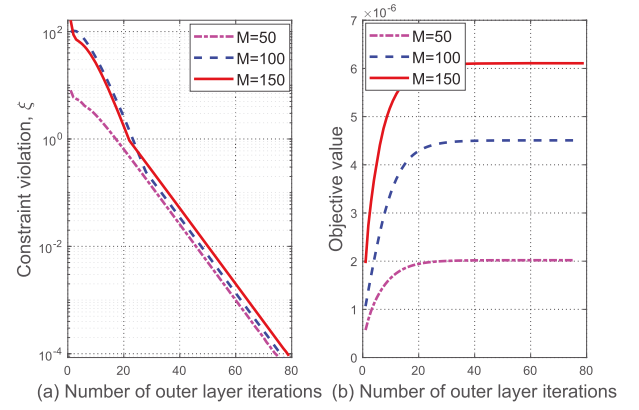 (a)
Constraint violation, ξ
10^2
10^0
10^-2
10^-4
0
20
40
60
80
M=50
M=100
M=150
(a) Number of outer layer iterations
(b)
×10^-6
Objective value
7
6
5
4
3
2
1
0
0
20
40
60
80
M=50
M=100
M=150
(b) Number of outer layer iterations